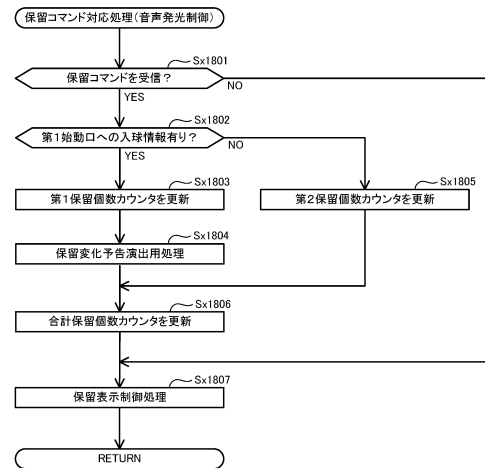 保留コマンド対応処理(音声発光制御)
Sx1801
保留コマンドを受信?
NO
YES
Sx1802
第1始動口への入球情報有り?
NO
YES
Sx1803
第1保留個数カウンタを更新
Sx1805
第2保留個数カウンタを更新
Sx1804
保留変化予告演出用処理
Sx1806
合計保留個数カウンタを更新
Sx1807
保留表示制御処理
RETURN